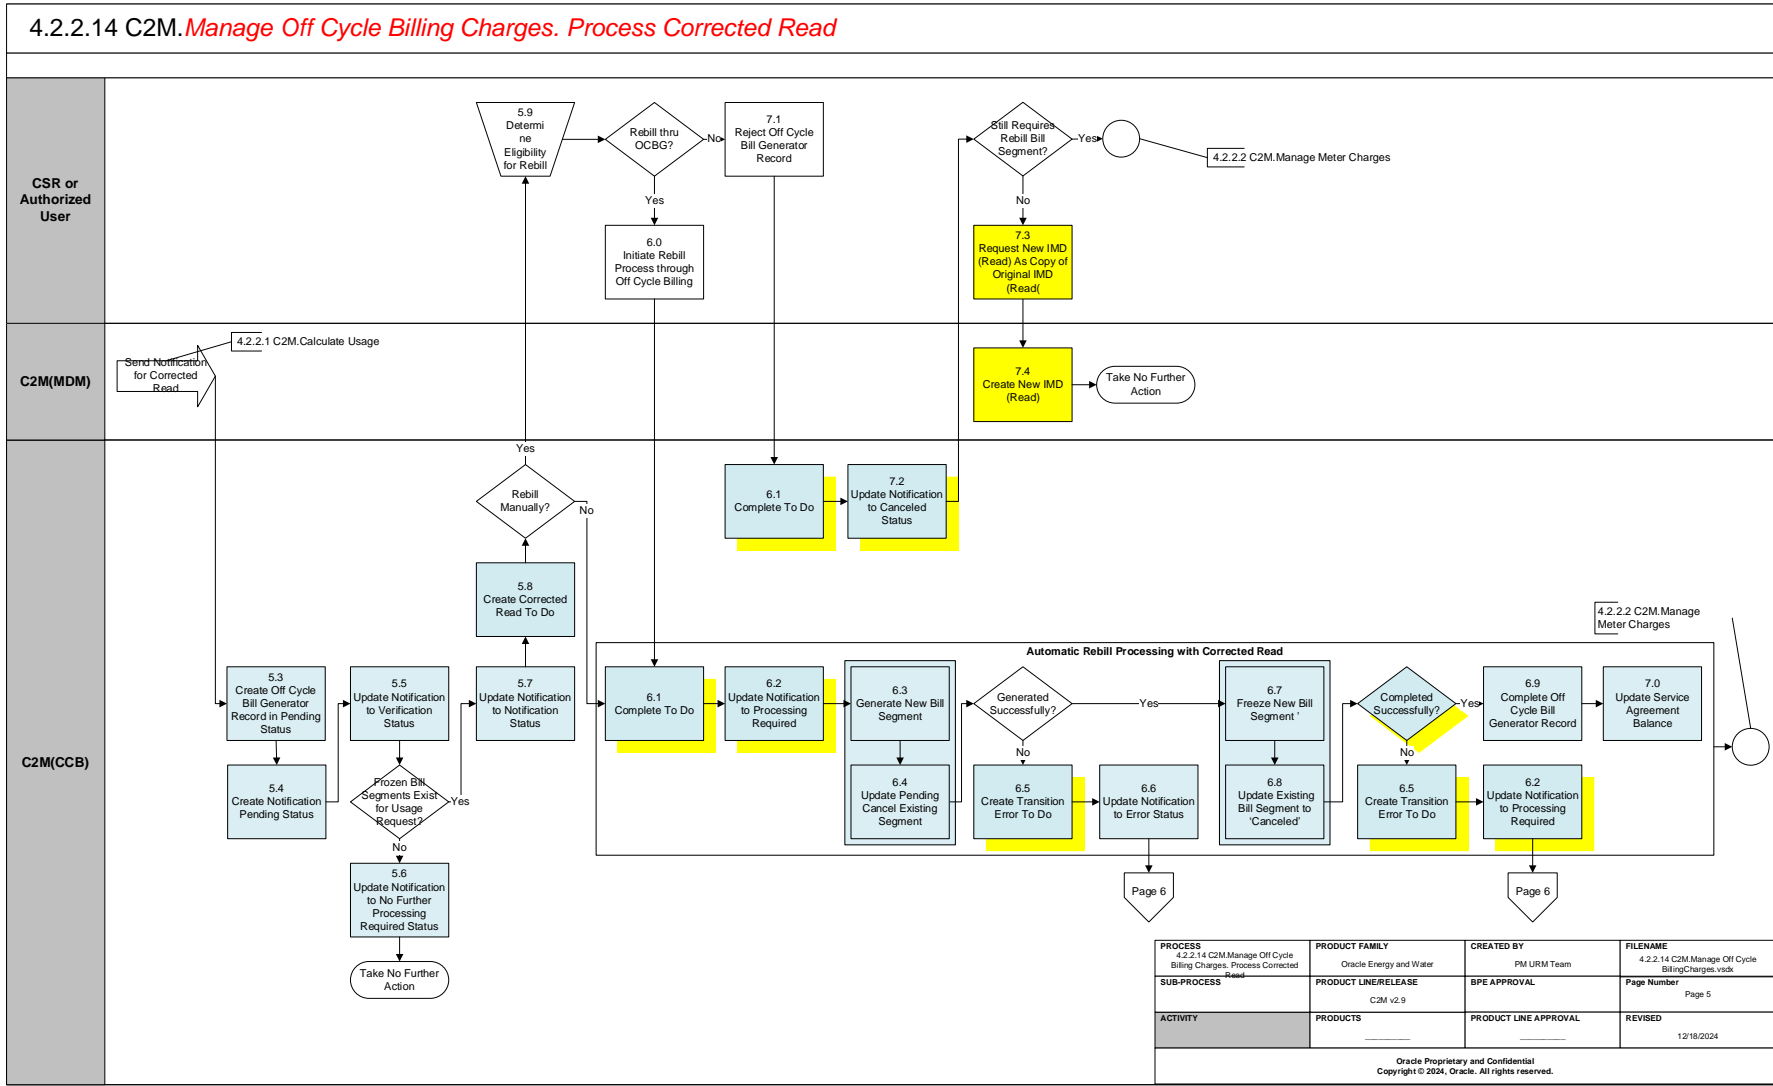 4.2.2.14 C2M.Manage Off Cycle Billing Charges. Process Corrected Read
CSR or
Authorized
User
5.9
Determi
ne
Eligibility
for Rebill
Rebill thru
OCBG?
No
Yes
7.1
Reject Off Cycle
Bill Generator
Record
6.0
Initiate Rebill
Process through
Off Cycle Billing
Still Requires
Rebill Bill
Segment?
Yes
No
4.2.2.2 C2M.Manage Meter Charges
7.3
Request New IMD
(Read) As Copy of
Original IMD
(Read(
C2M(MDM)
Send Notification
for Corrected
Read
4.2.2.1 C2M.Calculate Usage
7.4
Create New IMD
(Read)
Take No Further
Action
C2M(CCB)
Yes
Rebill
Manually?
No
6.1
Complete To Do
7.2
Update Notification
to Canceled
Status
5.8
Create Corrected
Read To Do
4.2.2.2 C2M.Manage
Meter Charges
5.3
Create Off Cycle
Bill Generator
Record in Pending
Status
5.4
Create Notification
Pending Status
5.5
Update Notification
to Verification
Status
Frozen Bill
Segments Exist
for Usage
Request?
Yes
No
5.6
Update Notification
to No Further
Processing
Required Status
Take No Further
Action
5.7
Update Notification
to Notification
Status
Automatic Rebill Processing with Corrected Read
6.1
Complete To Do
6.2
Update Notification
to Processing
Required
6.3
Generate New Bill
Segment
6.4
Update Pending
Cancel Existing
Segment
Generated
Successfully?
Yes
No
6.5
Create Transition
Error To Do
6.6
Update Notification
to Error Status
Page 6
6.7
Freeze New Bill
Segment '
6.8
Update Existing
Bill Segment to
'Canceled'
Completed
Successfully?
Yes
No
6.5
Create Transition
Error To Do
6.2
Update Notification
to Processing
Required
Page 6
6.9
Complete Off
Cycle Bill
Generator Record
7.0
Update Service
Agreement
Balance
PROCESS
4.2.2.14 C2M.Manage Off Cycle
Billing Charges. Process Corrected
Read
PRODUCT FAMILY
Oracle Energy and Water
CREATED BY
PM URM Team
FILENAME
4.2.2.14 C2M.Manage Off Cycle
BillingCharges.vsdx
SUB-PROCESS
PRODUCT LINE/RELEASE
C2M v2.9
BPE APPROVAL
Page Number
Page 5
ACTIVITY
PRODUCTS
PRODUCT LINE APPROVAL
REVISED
12/18/2024
Oracle Proprietary and Confidential
Copyright © 2024, Oracle. All rights reserved.